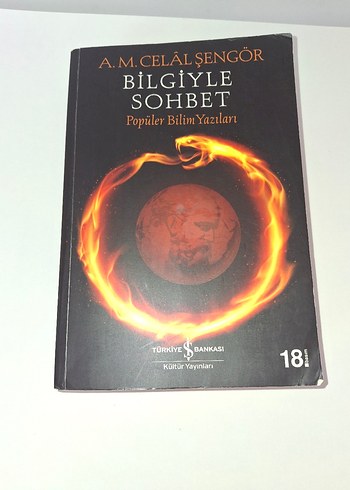 A. M. CELÂL ŞENGÖR
BİLGİYLE
SOHBET
Popüler Bilim Yazıları
TÜRKİYE İŞ BANKASI
Kültür Yayınları
18